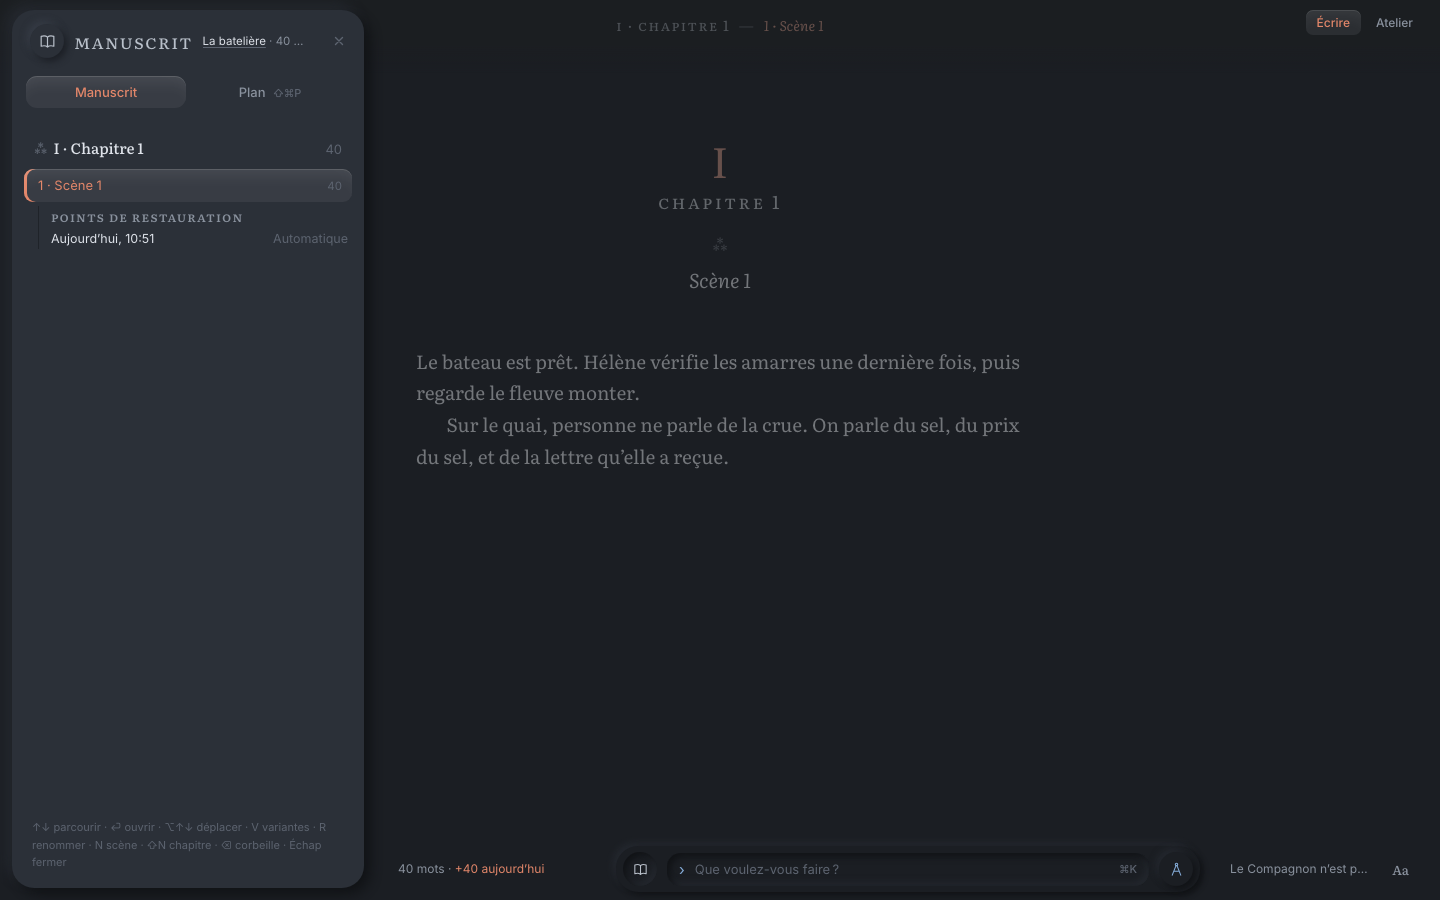 MANUSCRIT La batelière · 40 ...
Manuscrit
Plan ⇧⌘P
I · Chapitre 1 40
1 · Scène 1 40
POINTS DE RESTAURATION
Aujourd’hui, 10:51 Automatique
↑↓ parcourir · ⏎ ouvrir · ⌥↑↓ déplacer · V variantes · R
renommer · N scène · ⇧N chapitre · ⌫ corbeille · Échap
fermer
I · CHAPITRE 1 — 1 · Scène 1
Écrire
Atelier
I
CHAPITRE 1
Scène 1
Le bateau est prêt. Hélène vérifie les amarres une dernière fois, puis
regarde le fleuve monter.
Sur le quai, personne ne parle de la crue. On parle du sel, du prix
du sel, et de la lettre qu’elle a reçue.
40 mots · +40 aujourd’hui
› Que voulez-vous faire ? ⌘K
Le Compagnon n’est p...
Aa